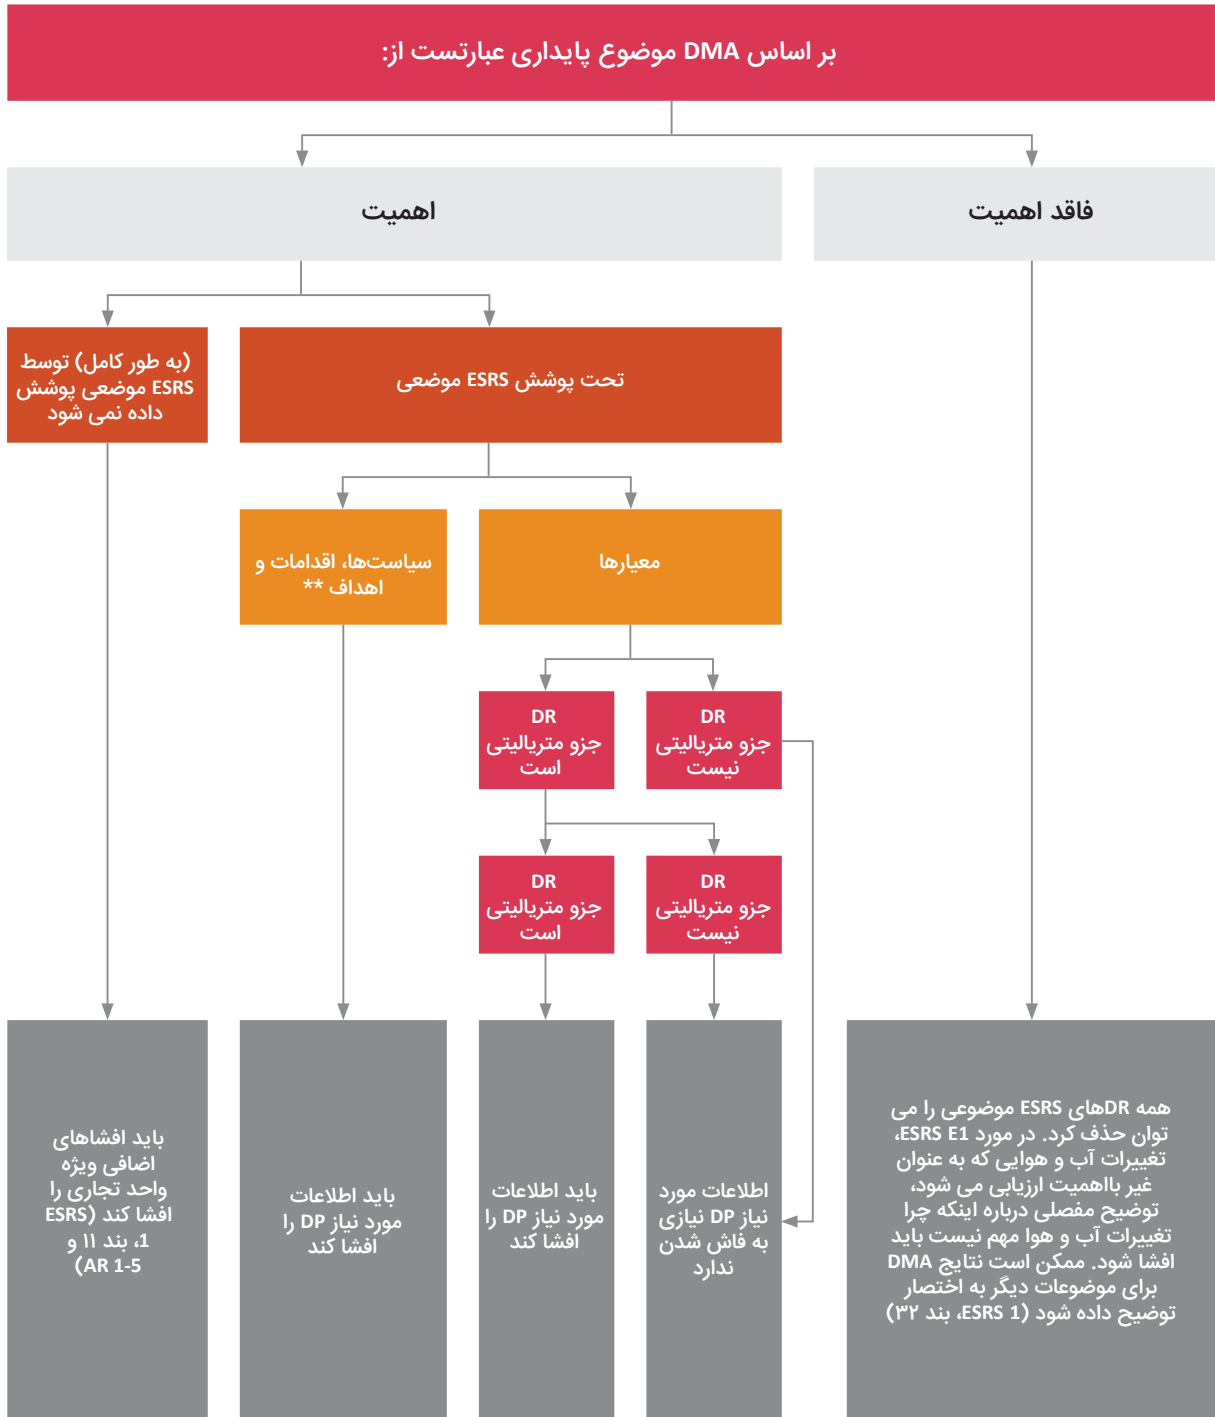 بر اساس DMA موضوع پایداری عبارتست از:
فاقد اهمیت
اهمیت
تحت پوشش ESRS موضعی
(به طور کامل) توسط
ESRS موضعی پوشش
داده نمی شود
معیارها
سیاست‌ها، اقدامات و
اهداف **
DR
جزو متریالیتی
نیست
DR
جزو متریالیتی
است
DR
جزو متریالیتی
نیست
DR
جزو متریالیتی
است
همه DRهای ESRS موضوعی را می
توان حذف کرد. در مورد ESRS E1،
تغییرات آب و هوایی که به عنوان
غیر بااهمیت ارزیابی می شود،
توضیح مفصلی درباره اینکه چرا
تغییرات آب و هوا مهم نیست باید
افشا شود. ممکن است نتایج DMA
برای موضوعات دیگر به اختصار
توضیح داده شود (ESRS 1، بند ۳۲)
اطلاعات مورد
نیاز DP نیازی
به فاش شدن
ندارد
باید اطلاعات
مورد نیاز DP را
افشا کند
باید اطلاعات
مورد نیاز DP را
افشا کند
باید افشاهای
اضافی ویژه
واحد تجاری را
افشا کند (ESRS
1، بند ۱۱ و
AR 1-5)